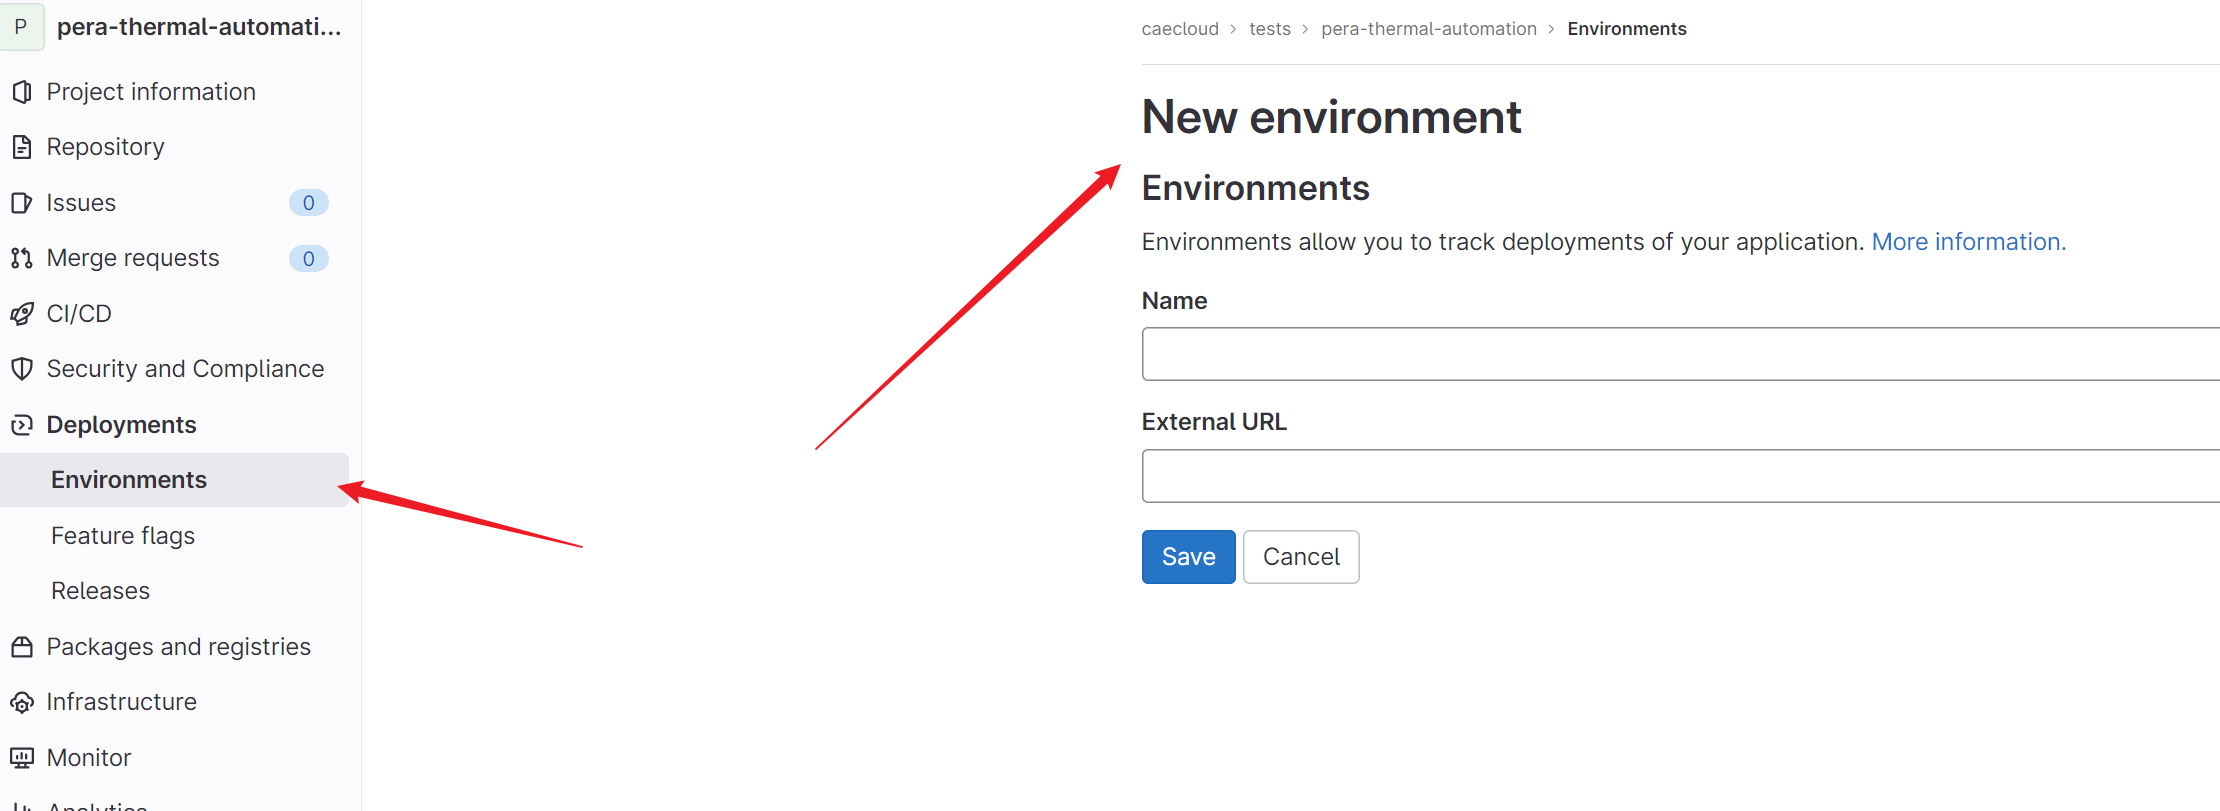 P pera-thermal-automati...
Project information
Repository
Issues 0
Merge requests 0
CI/CD
Security and Compliance
Deployments
Environments
Feature flags
Releases
Packages and registries
Infrastructure
Monitor
Analytics
caecloud › tests › pera-thermal-automation › Environments
New environment
Environments
Environments allow you to track deployments of your application. More information.
Name
External URL
Save Cancel